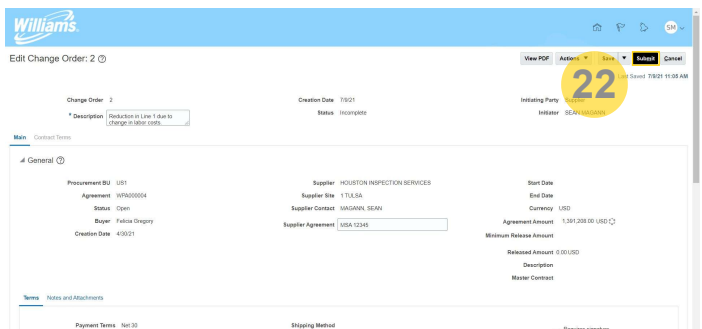 Williams.
SM
Edit Change Order: 2
View PDF Actions Save Submit Cancel
22
Last Saved 7/9/21 11:05 AM
Change Order 2
Creation Date 7/9/21
Initiating Party Supplier
* Description Reduction in Line 1 due to change in labor costs.
Status Incomplete
Initiator SEAN MAGANN
Main Contract Terms
General
Procurement BU US1
Supplier HOUSTON INSPECTION SERVICES
Start Date
Agreement WPA000004
Supplier Site 1 TULSA
End Date
Status Open
Supplier Contact MAGANN, SEAN
Currency USD
Buyer Felicia Gregory
Supplier Agreement MSA 12345
Agreement Amount 1,391,208.00 USD
Creation Date 4/30/21
Minimum Release Amount
Released Amount 0.00 USD
Description
Master Contract
Terms Notes and Attachments
Payment Terms Net 30
Shipping Method
Requires signature